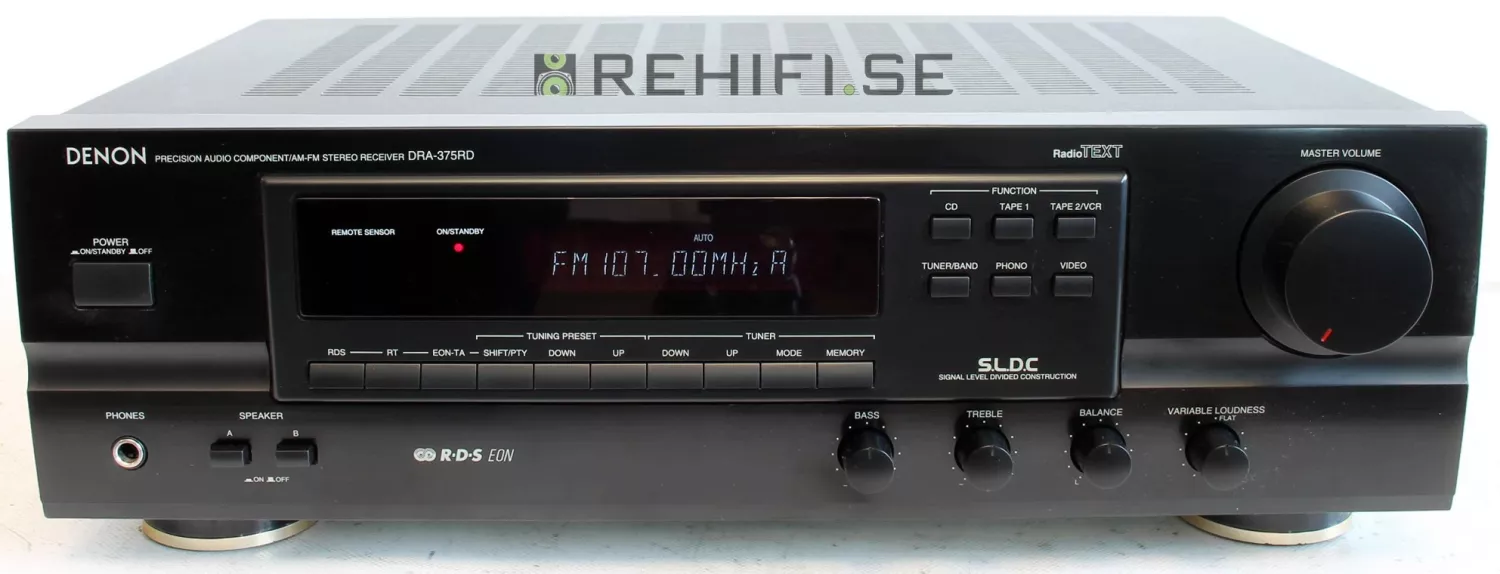 REHIFI.SE
DENON PRECISION AUDIO COMPONENT/AM-FM STEREO RECEIVER DRA-375RD
RadioTEXT
MASTER VOLUME
FUNCTION
CD TAPE 1 TAPE 2/VCR
REMOTE SENSOR ON/STANDBY
AUTO
FM 107.00MHz A
POWER
ON/STANDBY OFF
TUNER/BAND PHONO VIDEO
TUNING PRESET TUNER
RDS RT EON-TA SHIFT/PTY DOWN UP DOWN UP MODE MEMORY
S.L.D.C
SIGNAL LEVEL DIVIDED CONSTRUCTION
PHONES SPEAKER
A B
ON OFF
R·D·S EON
BASS TREBLE BALANCE VARIABLE LOUDNESS
FLAT
L